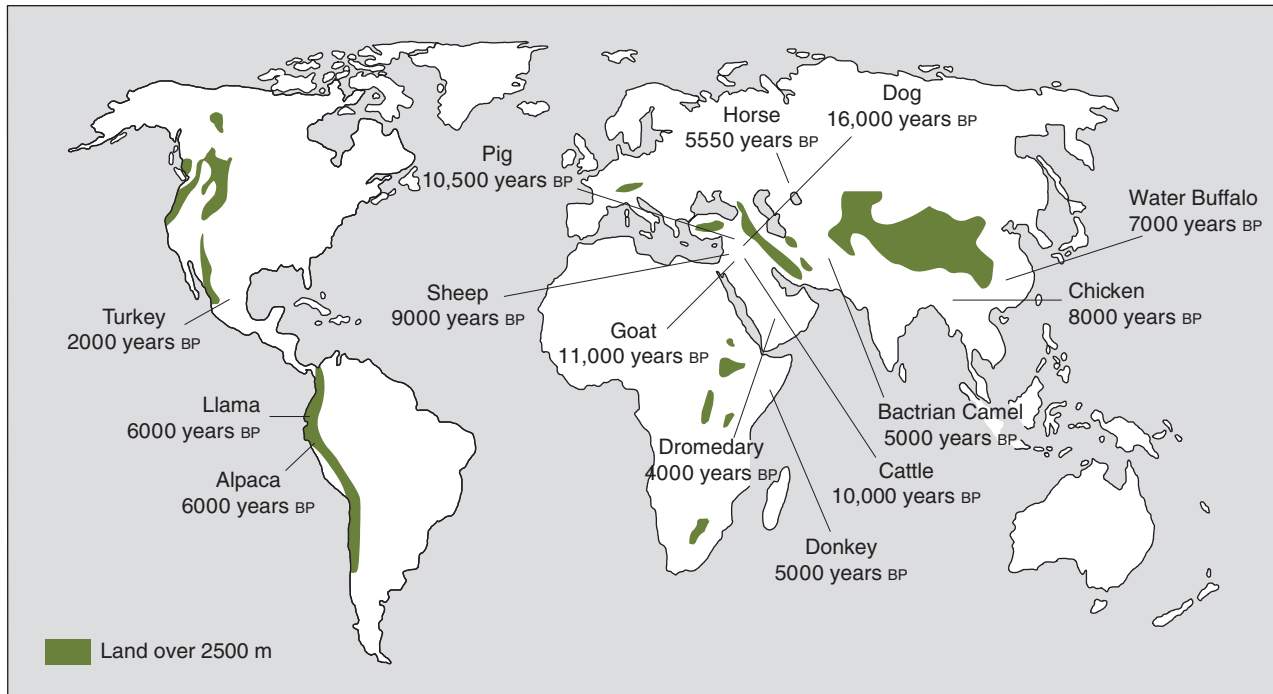 Dog
16,000 years BP
Horse
5550 years BP
Pig
10,500 years BP
Water Buffalo
7000 years BP
Sheep
9000 years BP
Chicken
8000 years BP
Turkey
2000 years BP
Goat
11,000 years BP
Llama
6000 years BP
Bactrian Camel
5000 years BP
Dromedary
4000 years BP
Alpaca
6000 years BP
Cattle
10,000 years BP
Donkey
5000 years BP
Land over 2500 m